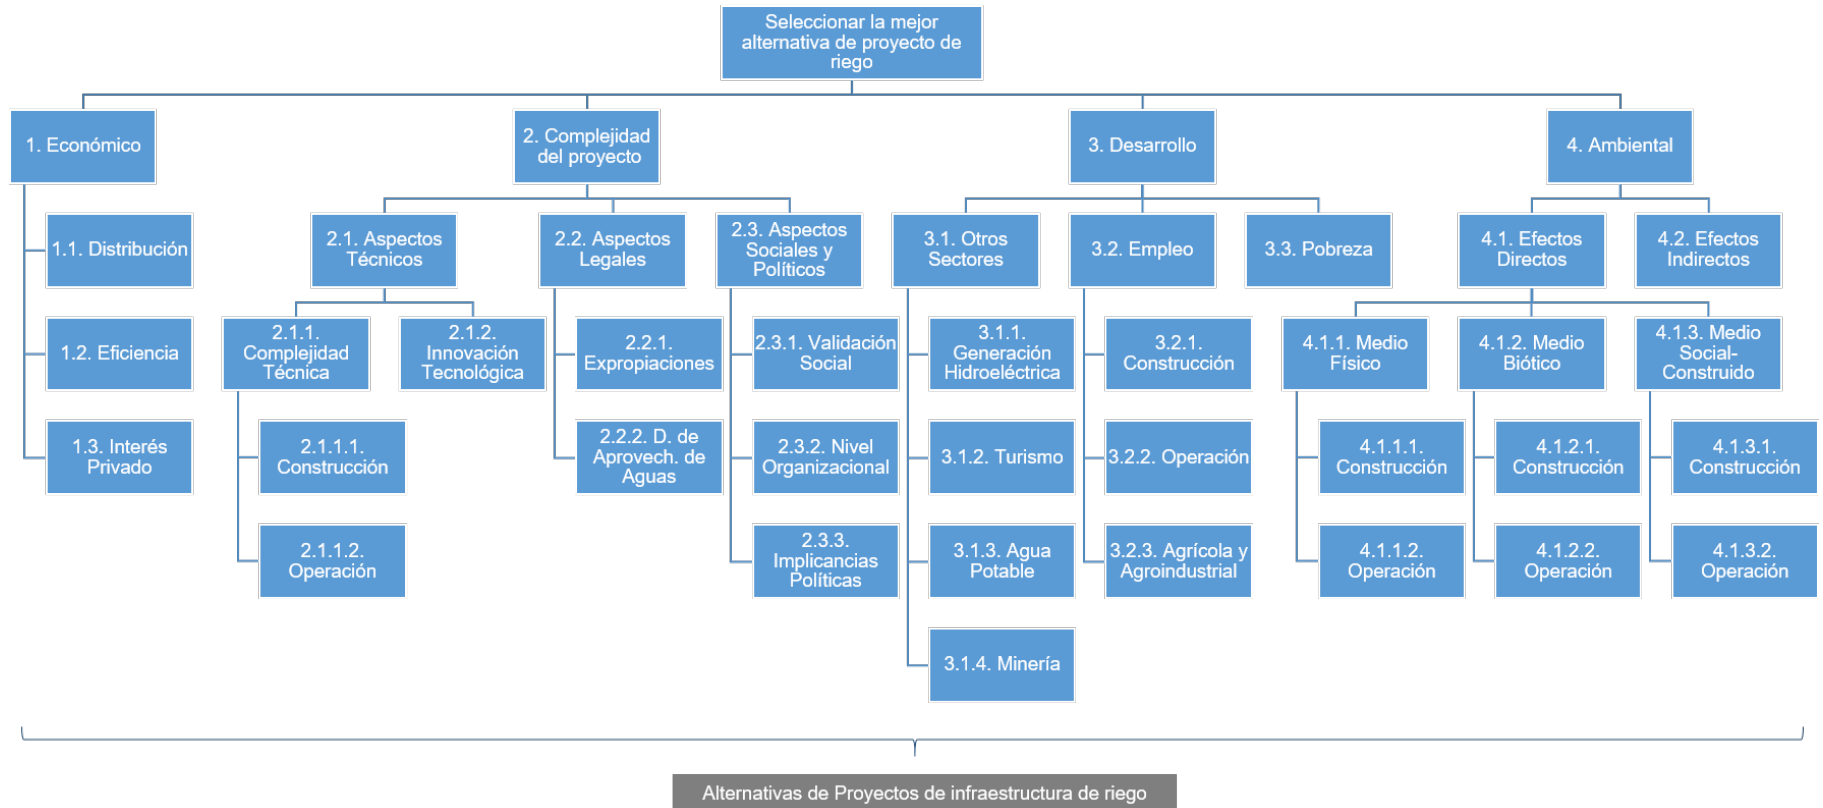 Seleccionar la mejor
alternativa de proyecto de
riego
1. Económico
2. Complejidad
del proyecto
3. Desarrollo
4. Ambiental
1.1. Distribución
2.1. Aspectos
Técnicos
2.2. Aspectos
Legales
2.3. Aspectos
Sociales y
Políticos
3.1. Otros
Sectores
3.2. Empleo
3.3. Pobreza
4.1. Efectos
Directos
4.2. Efectos
Indirectos
1.2. Eficiencia
2.1.1.
Complejidad
Técnica
2.1.2.
Innovación
Tecnológica
2.2.1.
Expropiaciones
2.3.1. Validación
Social
3.1.1.
Generación
Hidroeléctrica
3.2.1.
Construcción
4.1.1. Medio
Físico
4.1.2. Medio
Biótico
4.1.3. Medio
Social-
Construido
1.3. Interés
Privado
2.1.1.1.
Construcción
2.2.2. D. de
Aprovech. de
Aguas
2.3.2. Nivel
Organizacional
3.1.2. Turismo
3.2.2. Operación
4.1.1.1.
Construcción
4.1.2.1.
Construcción
4.1.3.1.
Construcción
2.1.1.2.
Operación
2.3.3.
Implicancias
Políticas
3.1.3. Agua
Potable
3.2.3. Agrícola y
Agroindustrial
4.1.1.2.
Operación
4.1.2.2.
Operación
4.1.3.2.
Operación
3.1.4. Minería
Alternativas de Proyectos de infraestructura de riego